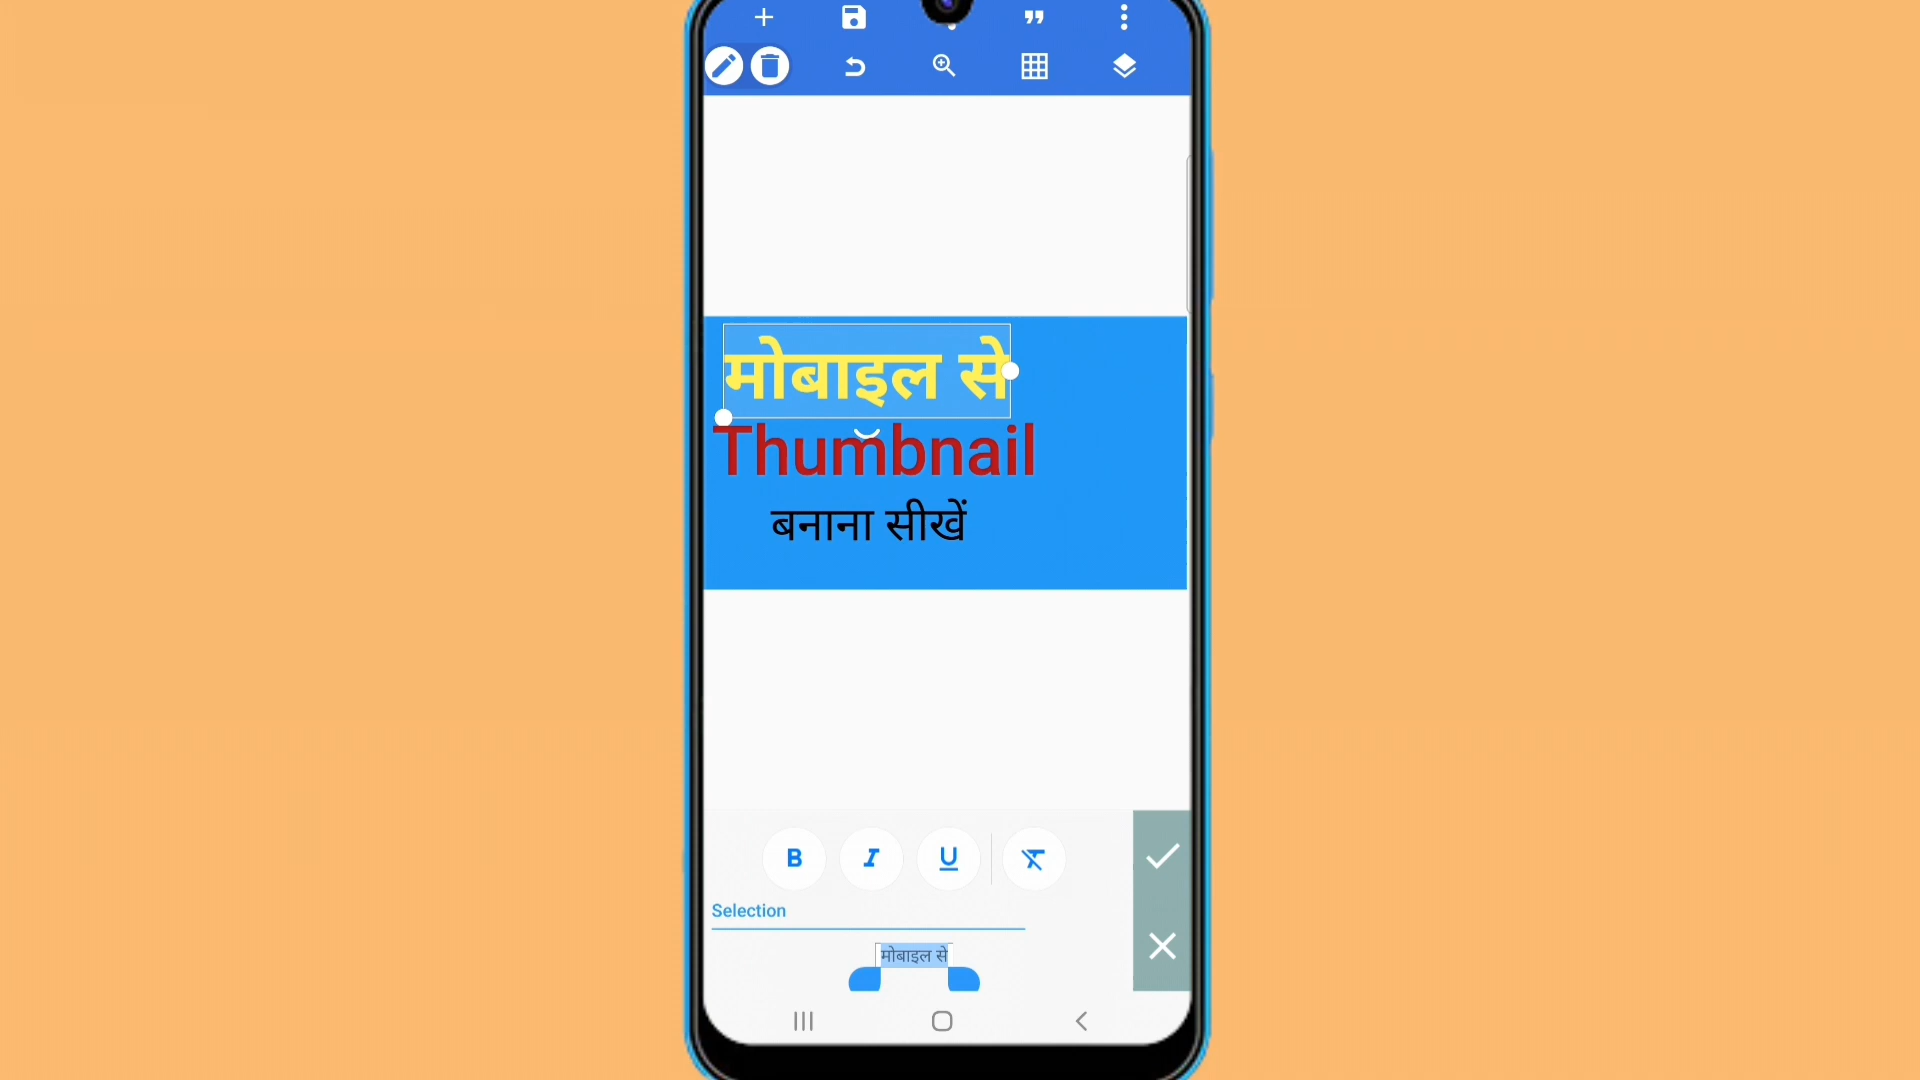 मोबाइल से
Thumbnail
बनाना सीखें
B I U
Selection
मोबाइल से